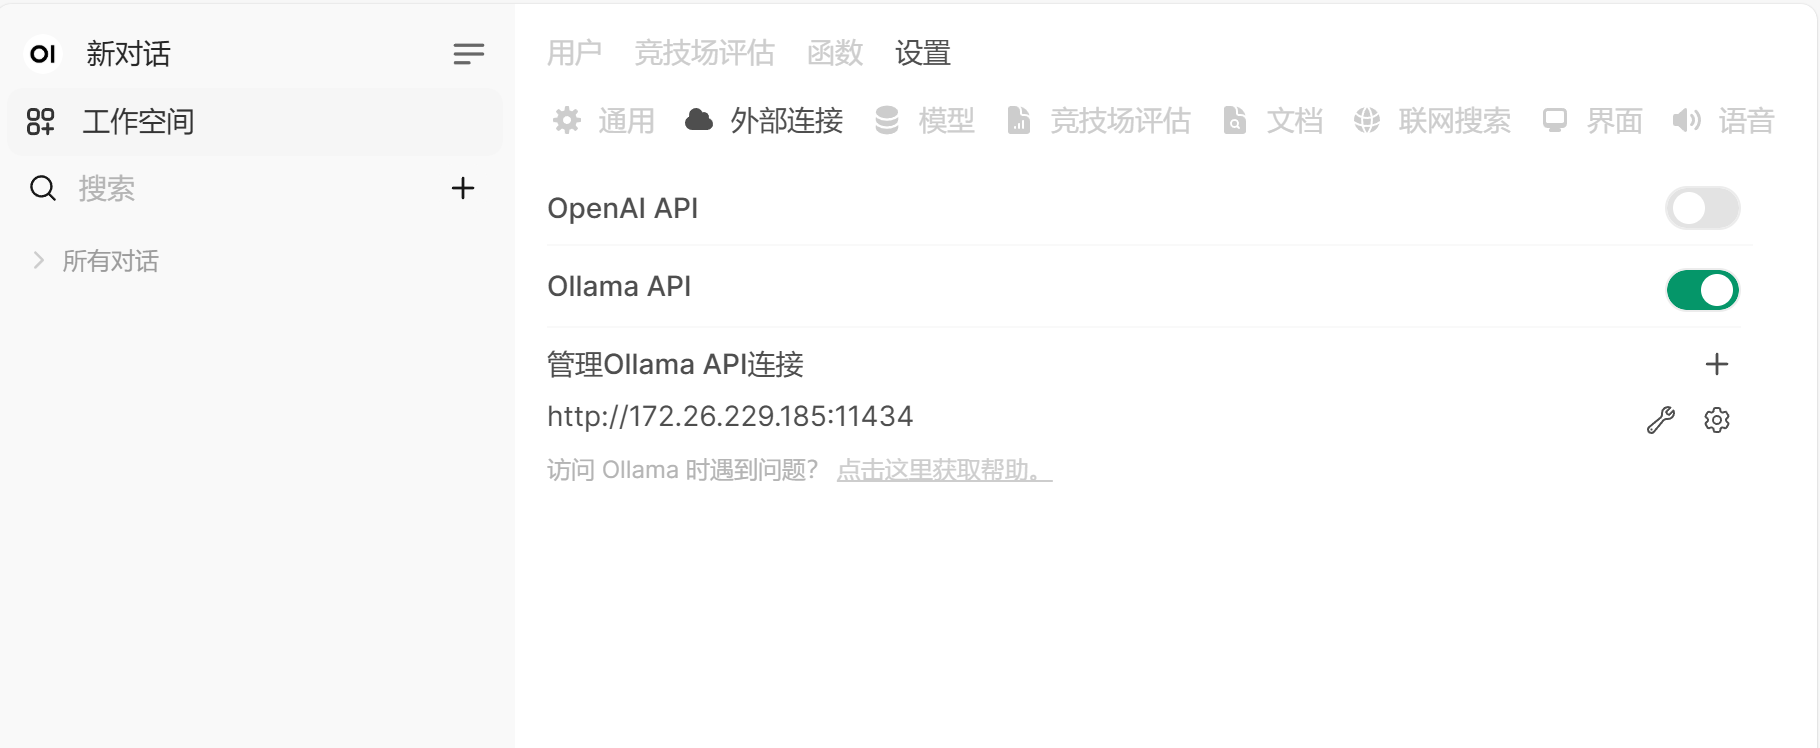 OI 新对话
工作空间
搜索
所有对话
用户 竞技场评估 函数 设置
通用 外部连接 模型 竞技场评估 文档 联网搜索 界面 语音
OpenAI API
Ollama API
管理Ollama API连接
http://172.26.229.185:11434
访问 Ollama 时遇到问题？ 点击这里获取帮助。